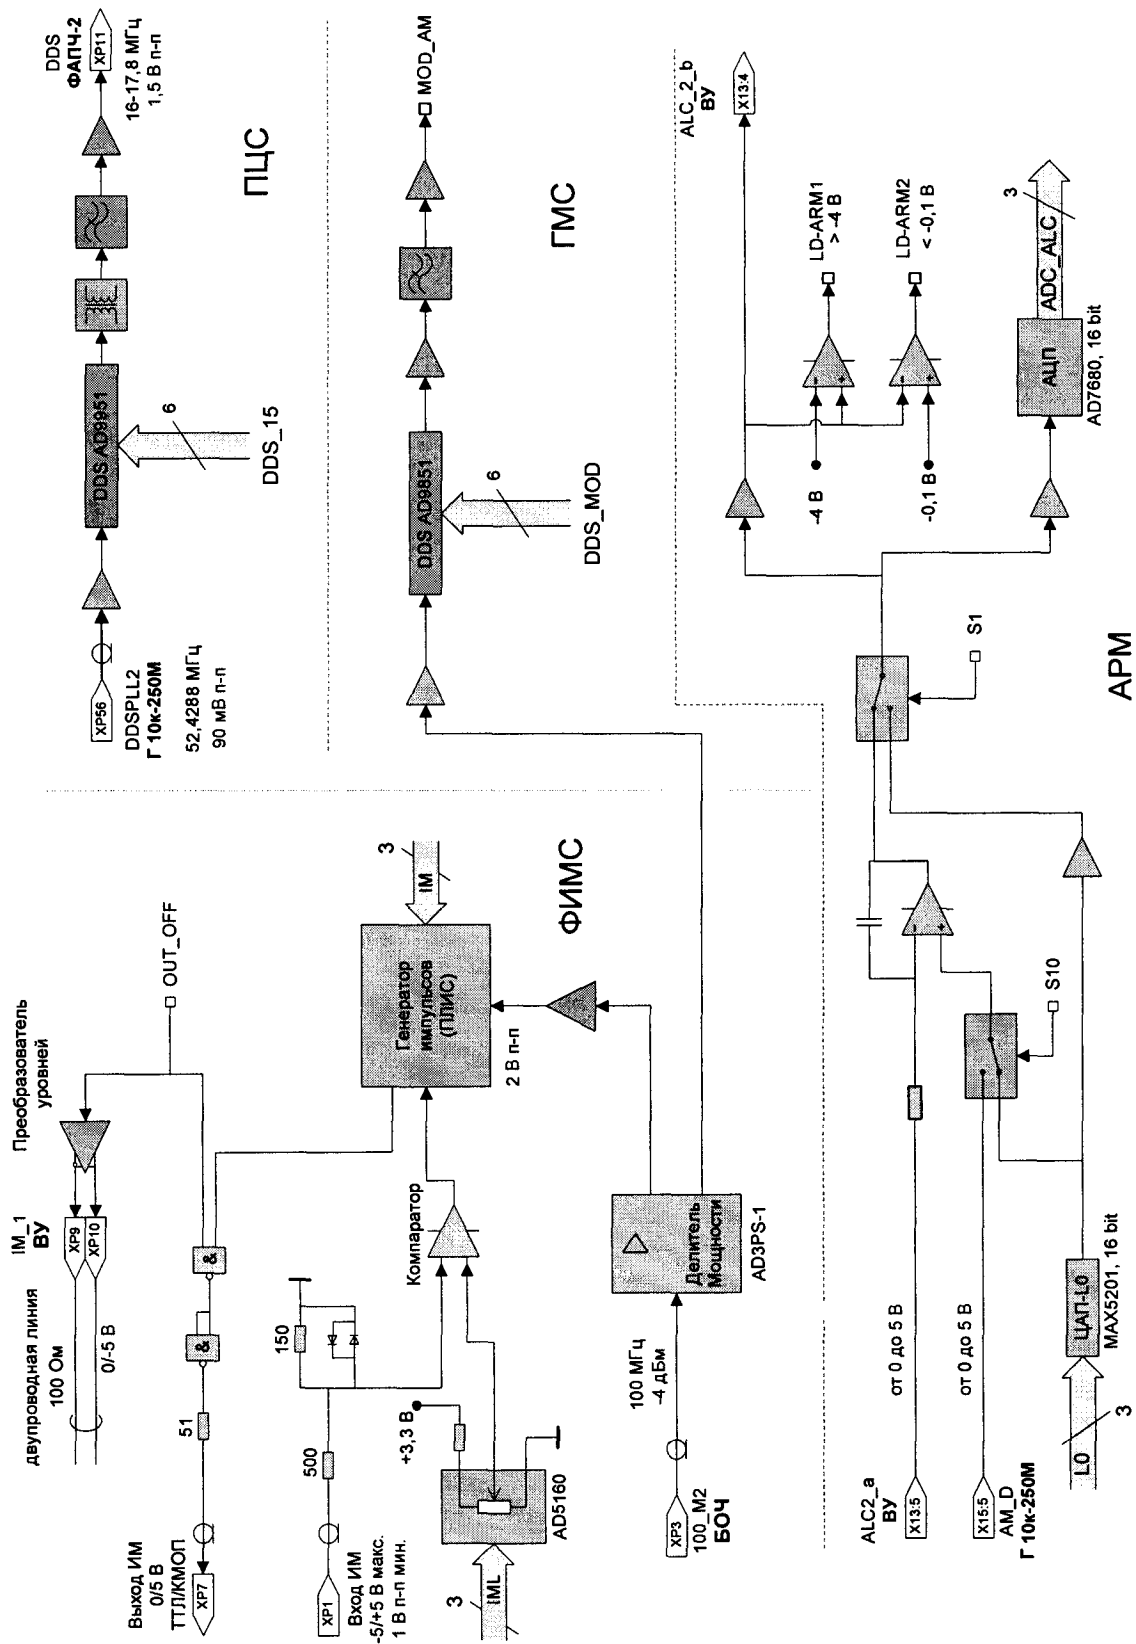 Выход ИМ
0/5 В
ТТЛ/КМОП
XP7
51
&
&
двупроводная линия
100 Ом
0/-5 В
IM_1
ВУ
XP9
XP10
Преобразователь
уровней
OUT_OFF
XP1
Вход ИМ
-5/+5 В макс.
1 В п-п мин.
500
150
+3,3 В
Компаратор
3
IML
AD5160
Генератор
импульсов
(ПЛИС)
3
IM
2 В п-п
ФИМС
XP3
100_М2
БОЧ
100 МГц
-4 дБм
Делитель
Мощности
AD3PS-1
XP56
DDSPLL2
Г 10к-250М
52,4288 МГц
90 мВ п-п
DDS AD9951
6
DDS_15
DDS
ФАПЧ-2
XP11
16-17,8 МГц
1,5 В п-п
ПЦС
DDS AD9851
6
DDS_MOD
MOD_AM
ГМС
ALC2_a
ВУ
X13:5
от 0 до 5 В
X15:5
AM_D
Г 10к-250М
от 0 до 5 В
L0
3
ЦАП-L0
MAX5201, 16 bit
S10
-
+
S1
ALC_2_b
ВУ
X13:4
-4 В
-
+
LD-ARM1
> -4 В
-0,1 В
-
+
LD-ARM2
< -0,1 В
АЦП
AD7680, 16 bit
ADC_ALC
3
АРМ